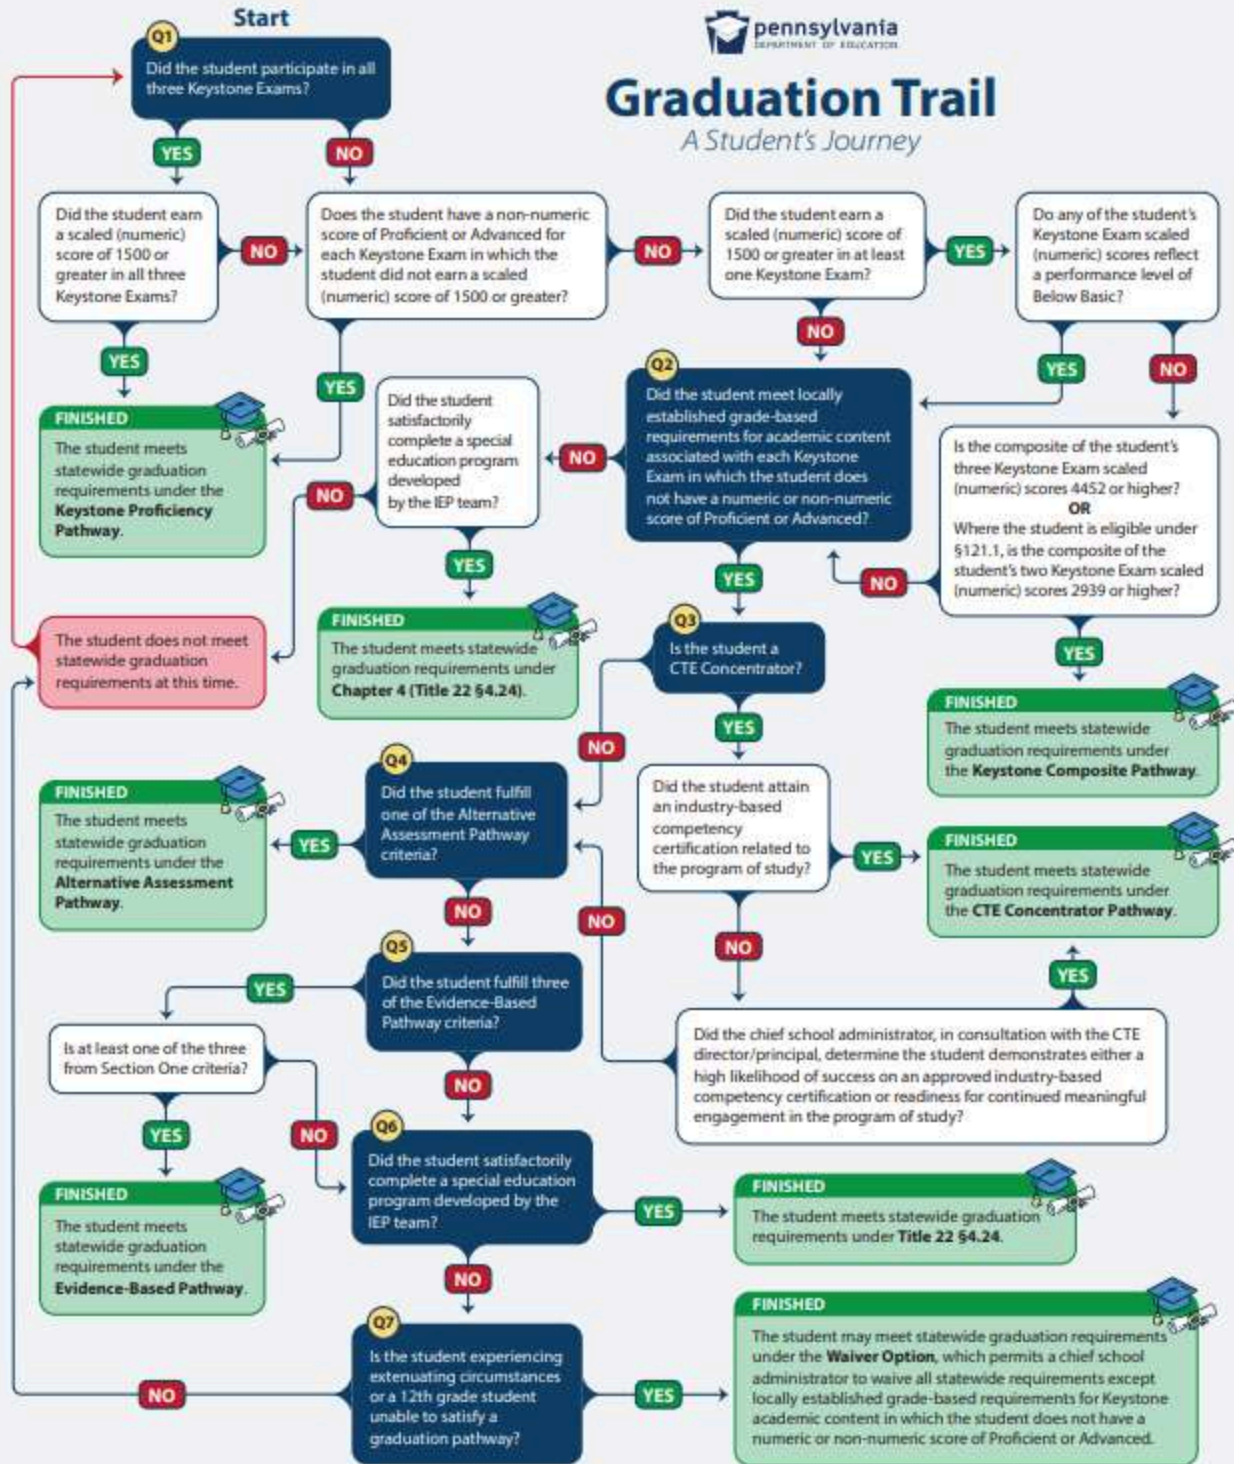 Start
pennsylvania
DEPARTMENT OF EDUCATION
Graduation Trail
A Student's Journey
Q1
Did the student participate in all
three Keystone Exams?
YES
NO
Did the student earn
a scaled (numeric)
score of 1500 or
greater in all three
Keystone Exams?
NO
Does the student have a non-numeric
score of Proficient or Advanced for
each Keystone Exam in which the
student did not earn a scaled
(numeric) score of 1500 or greater?
NO
Did the student earn a
scaled (numeric) score of
1500 or greater in at least
one Keystone Exam?
YES
Do any of the student's
Keystone Exam scaled
(numeric) scores reflect
a performance level of
Below Basic?
YES
YES
NO
YES
NO
FINISHED
The student meets
statewide graduation
requirements under the
Keystone Proficiency
Pathway.
Did the student
satisfactorily
complete a special
education program
developed
by the IEP team?
NO
NO
Q2
Did the student meet locally
established grade-based
requirements for academic content
associated with each Keystone
Exam in which the student does
not have a numeric or non-numeric
score of Proficient or Advanced?
Is the composite of the student's
three Keystone Exam scaled
(numeric) scores 4452 or higher?
OR
Where the student is eligible under
§121.1, is the composite of the
student's two Keystone Exam scaled
(numeric) scores 2939 or higher?
NO
YES
YES
YES
The student does not meet
statewide graduation
requirements at this time.
FINISHED
The student meets statewide
graduation requirements under
Chapter 4 (Title 22 §4.24).
Q3
Is the student a
CTE Concentrator?
NO
YES
FINISHED
The student meets statewide
graduation requirements under
the Keystone Composite Pathway.
FINISHED
The student meets
statewide graduation
requirements under the
Alternative Assessment
Pathway.
YES
Q4
Did the student fulfill
one of the Alternative
Assessment Pathway
criteria?
NO
Did the student attain
an industry-based
competency
certification related to
the program of study?
YES
NO
FINISHED
The student meets statewide
graduation requirements under
the CTE Concentrator Pathway.
NO
YES
Q5
Did the student fulfill three
of the Evidence-Based
Pathway criteria?
YES
NO
Did the chief school administrator, in consultation with the CTE
director/principal, determine the student demonstrates either a
high likelihood of success on an approved industry-based
competency certification or readiness for continued meaningful
engagement in the program of study?
Is at least one of the three
from Section One criteria?
YES
NO
Q6
Did the student satisfactorily
complete a special education
program developed by the
IEP team?
YES
NO
FINISHED
The student meets statewide graduation
requirements under Title 22 §4.24.
FINISHED
The student meets
statewide graduation
requirements under the
Evidence-Based Pathway.
Q7
Is the student experiencing
extenuating circumstances
or a 12th grade student
unable to satisfy a
graduation pathway?
NO
YES
FINISHED
The student may meet statewide graduation requirements
under the Waiver Option, which permits a chief school
administrator to waive all statewide requirements except
locally established grade-based requirements for Keystone
academic content in which the student does not have a
numeric or non-numeric score of Proficient or Advanced.